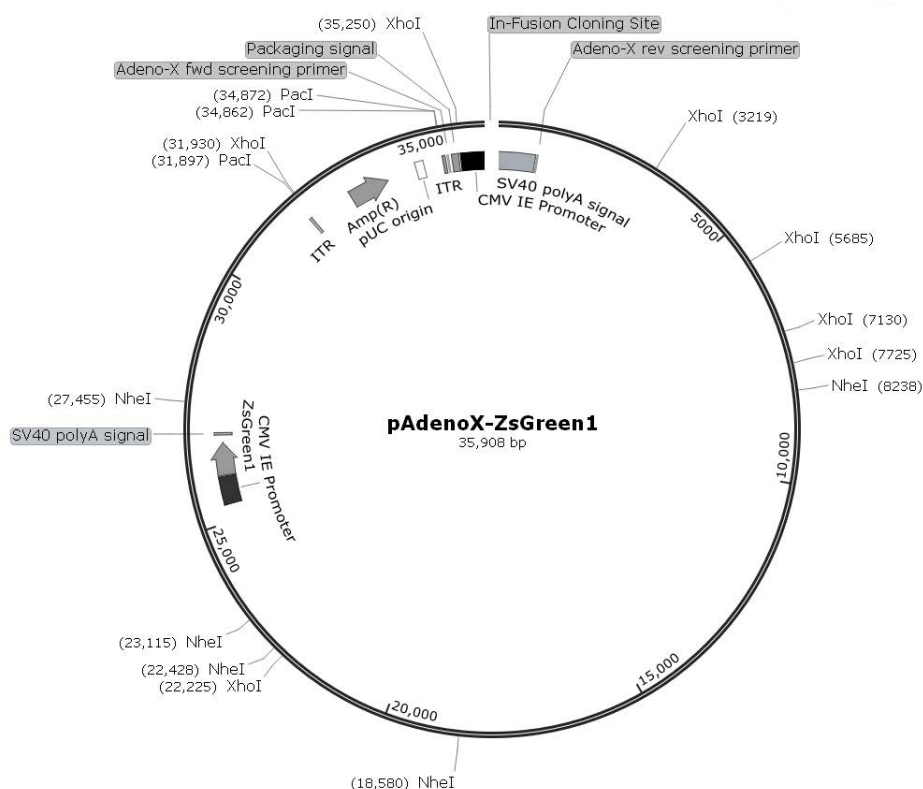 (35,250) XhoI
In-Fusion Cloning Site
Packaging signal
Adeno-X rev screening primer
Adeno-X fwd screening primer
(34,872) PacI
(34,862) PacI
(31,930) XhoI
(31,897) PacI
35,000
XhoI (3219)
ITR
Amp(R)
pUC origin
ITR
SV40 polyA signal
CMV IE Promoter
5000
XhoI (5685)
30,000
XhoI (7130)
XhoI (7725)
NheI (8238)
(27,455) NheI
SV40 polyA signal
ZsGreen1
CMV IE Promoter
pAdenoX-ZsGreen1
35,908 bp
10,000
25,000
(23,115) NheI
(22,428) NheI
(22,225) XhoI
15,000
20,000
(18,580) NheI